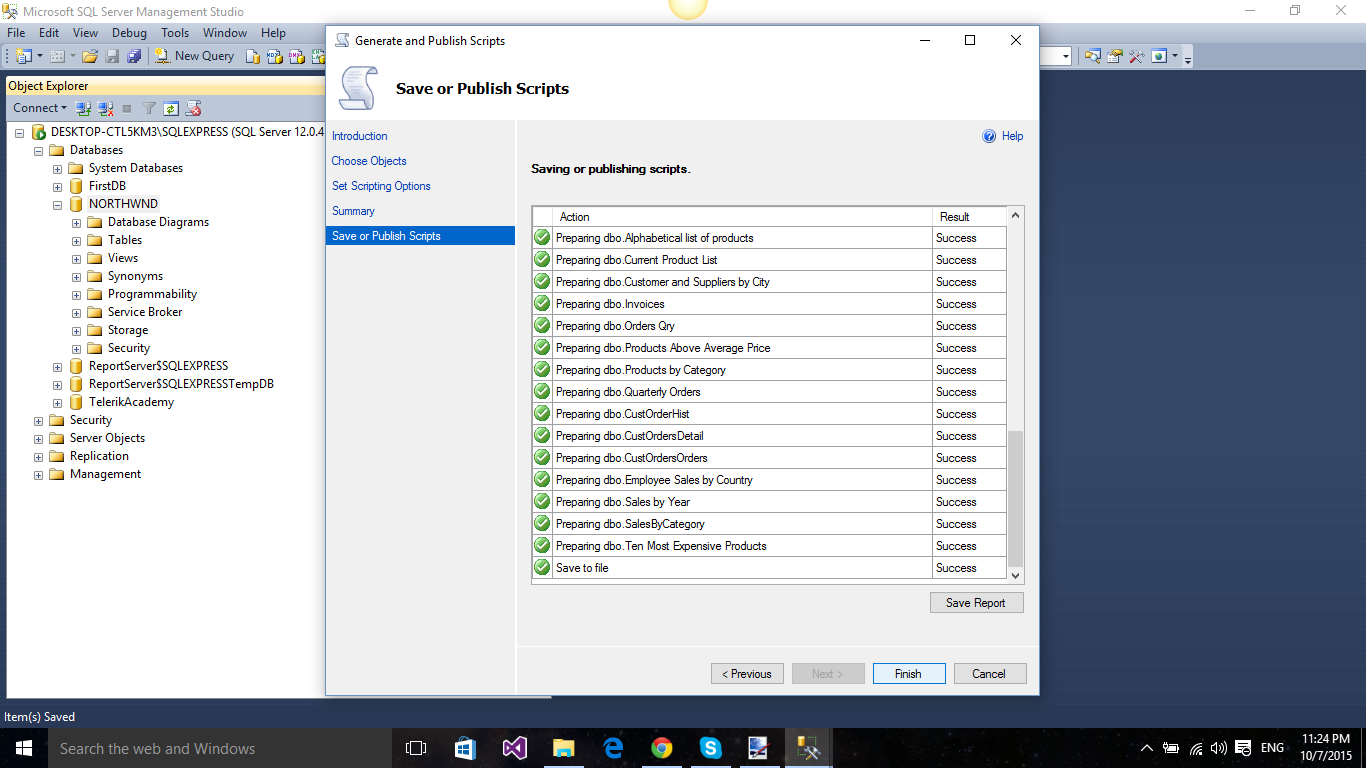 Microsoft SQL Server Management Studio
File Edit View Debug Tools Window Help
New Query
Object Explorer
Connect
DESKTOP-CTL5KM3\SQLEXPRESS (SQL Server 12.0.4
Databases
System Databases
FirstDB
NORTHWND
Database Diagrams
Tables
Views
Synonyms
Programmability
Service Broker
Storage
Security
ReportServer$SQLEXPRESS
ReportServer$SQLEXPRESSTempDB
TelerikAcademy
Security
Server Objects
Replication
Management
Generate and Publish Scripts
Save or Publish Scripts
Introduction
Choose Objects
Set Scripting Options
Summary
Save or Publish Scripts
Help
Saving or publishing scripts.
Action Result
Preparing dbo.Alphabetical list of products Success
Preparing dbo.Current Product List Success
Preparing dbo.Customer and Suppliers by City Success
Preparing dbo.Invoices Success
Preparing dbo.Orders Qry Success
Preparing dbo.Products Above Average Price Success
Preparing dbo.Products by Category Success
Preparing dbo.Quarterly Orders Success
Preparing dbo.CustOrderHist Success
Preparing dbo.CustOrdersDetail Success
Preparing dbo.CustOrdersOrders Success
Preparing dbo.Employee Sales by Country Success
Preparing dbo.Sales by Year Success
Preparing dbo.SalesByCategory Success
Preparing dbo.Ten Most Expensive Products Success
Save to file Success
Save Report
< Previous Next > Finish Cancel
Item(s) Saved
Search the web and Windows
ENG
11:24 PM
10/7/2015